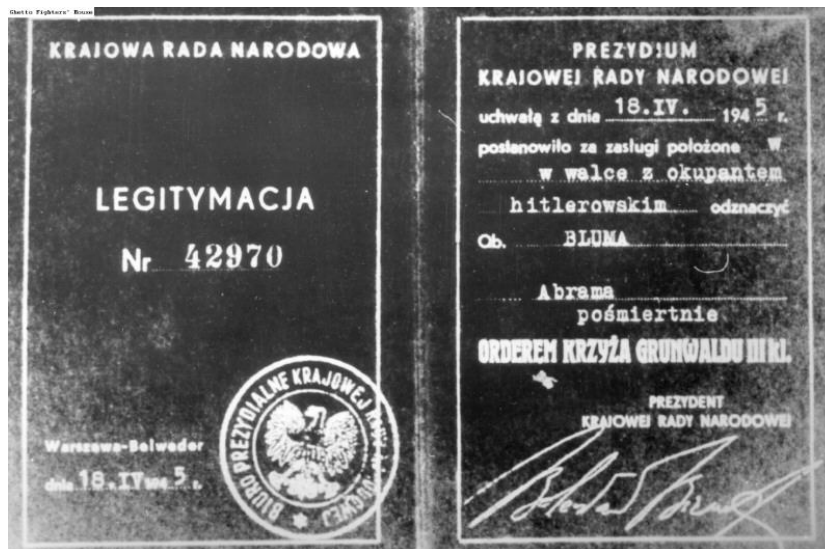 Ghetto Fighters' House
KRAJOWA RADA NARODOWA
LEGITYMACJA
Nr 42970
Warszawa-Belweder
dnia 18.IV 194 5 r.
BIURO PREZYDIALNE KRAJOWEJ RADY NARODOWEJ
PREZYDIUM
KRAJOWEJ RADY NARODOWEJ
uchwałą z dnia 18.IV. 194 5 r.
postanowiło za zasługi położone w
w walce z okupantem
hitlerowskim odznaczyć
Ob. BLUMA
Abrama
pośmiertnie
ORDEREM KRZYŻA GRUNWALDU III kl.
PREZYDENT
KRAJOWEJ RADY NARODOWEJ